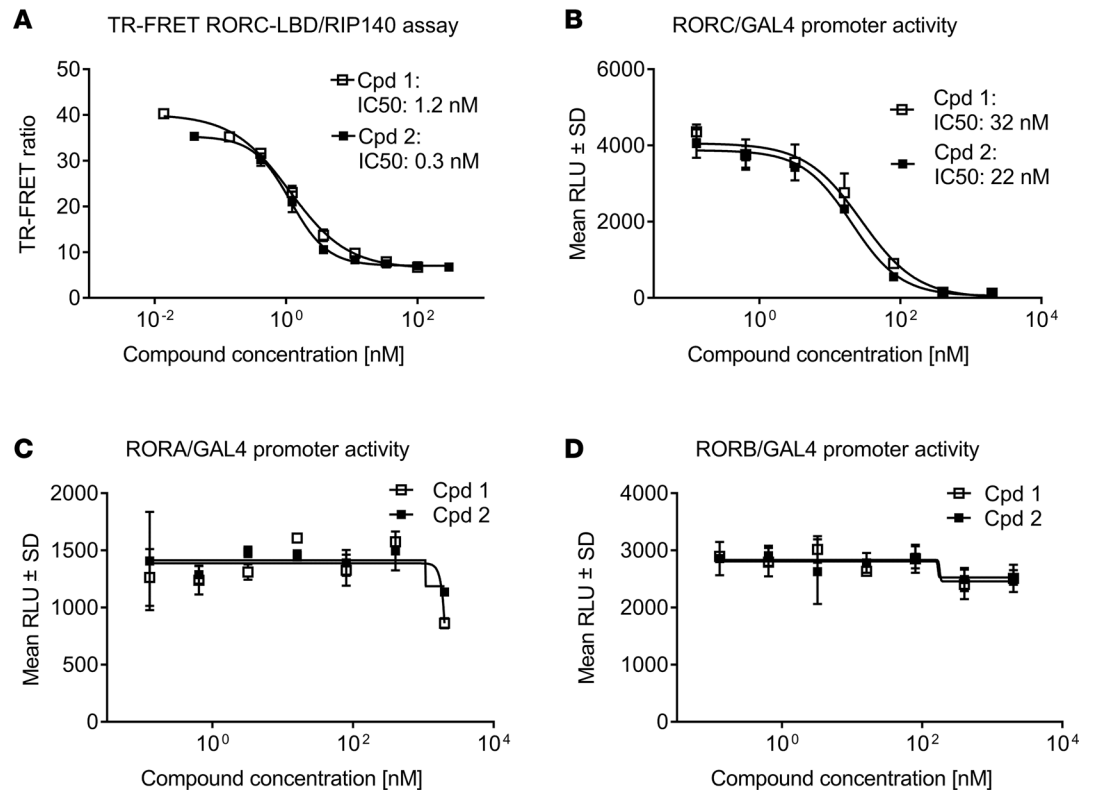 A
TR-FRET RORC-LBD/RIP140 assay
50
40
30
20
10
0
TR-FRET ratio
Cpd 1:
IC50: 1.2 nM
Cpd 2:
IC50: 0.3 nM
10-2
100
102
Compound concentration [nM]
B
RORC/GAL4 promoter activity
6000
4000
2000
0
Mean RLU ± SD
Cpd 1:
IC50: 32 nM
Cpd 2:
IC50: 22 nM
100
102
104
Compound concentration [nM]
C
RORA/GAL4 promoter activity
2000
1500
1000
500
0
Mean RLU ± SD
Cpd 1
Cpd 2
100
102
104
Compound concentration [nM]
D
RORB/GAL4 promoter activity
4000
3000
2000
1000
0
Mean RLU ± SD
Cpd 1
Cpd 2
100
102
104
Compound concentration [nM]